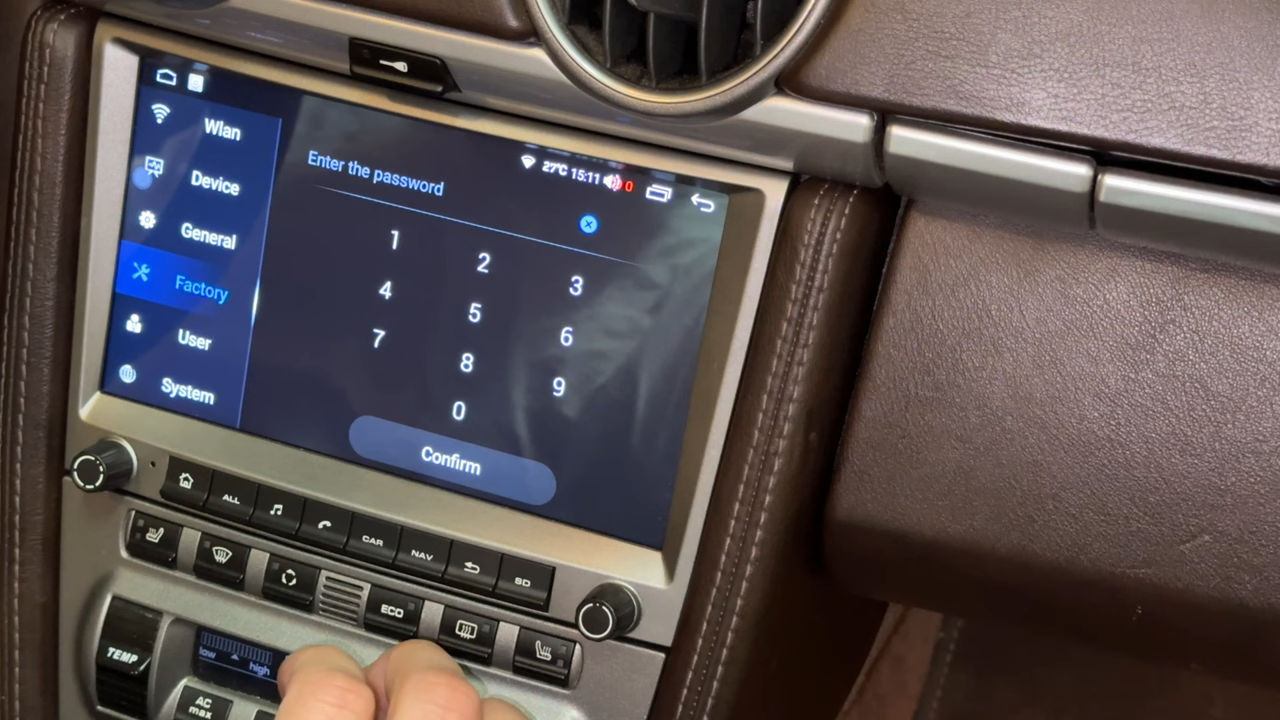 Wlan
Device
General
Factory
User
System
27°C 15:11 0
Enter the password
1 2 3
4 5 6
7 8 9
0
Confirm
ALL CAR NAV SD
ECO
TEMP
low high
AC
max